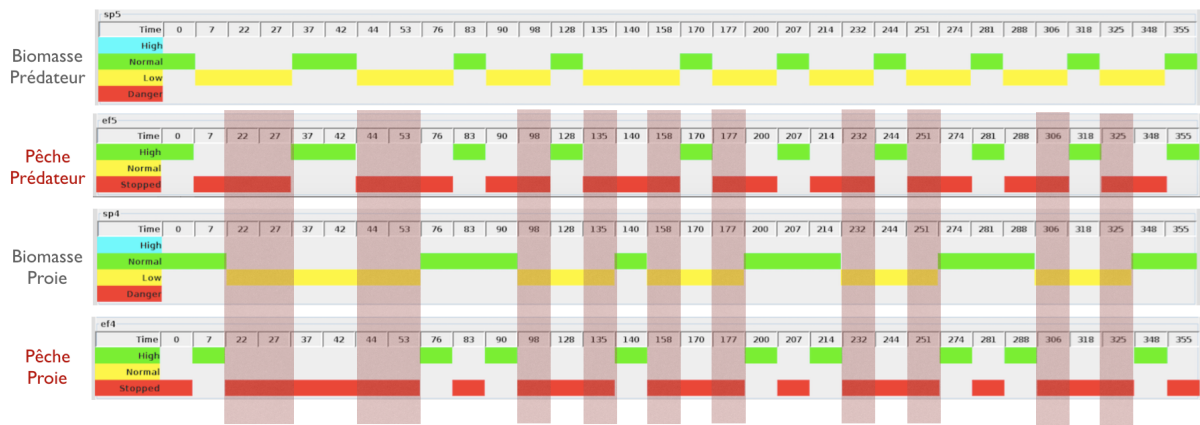 sp5
Time 0 7 22 27 37 42 44 53 76 83 90 98 128 135 140 158 170 177 200 207 214 232 244 251 274 281 288 306 318 325 348 355
High
Biomasse
Prédateur
Normal
Low
Danger
ef5
Time 0 7 22 27 37 42 44 53 76 83 90 98 128 135 140 158 170 177 200 207 214 232 244 251 274 281 288 306 318 325 348 355
Pêche
Prédateur
High
Normal
Stopped
sp4
Time 0 7 22 27 37 42 44 53 76 83 90 98 128 135 140 158 170 177 200 207 214 232 244 251 274 281 288 306 318 325 348 355
High
Biomasse
Proie
Normal
Low
Danger
ef4
Time 0 7 22 27 37 42 44 53 76 83 90 98 128 135 140 158 170 177 200 207 214 232 244 251 274 281 288 306 318 325 348 355
Pêche
Proie
High
Normal
Stopped